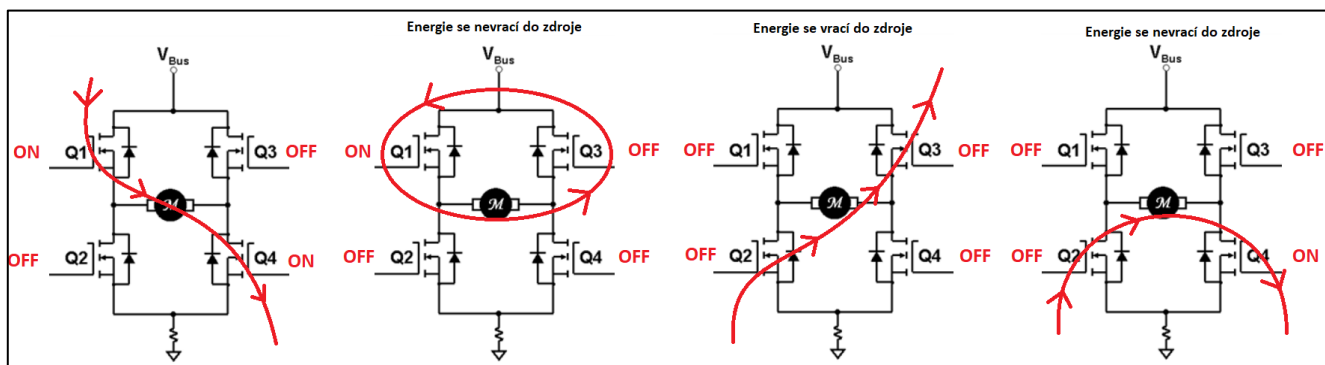 Energie se nevrací do zdroje
Energie se vrací do zdroje
Energie se nevrací do zdroje
VBus
VBus
VBus
VBus
ON
Q1
Q3
OFF
ON
Q1
Q3
OFF
OFF
Q1
Q3
OFF
OFF
Q1
Q3
OFF
M
M
M
M
OFF
Q2
Q4
ON
OFF
Q2
Q4
OFF
OFF
Q2
Q4
OFF
OFF
Q2
Q4
ON